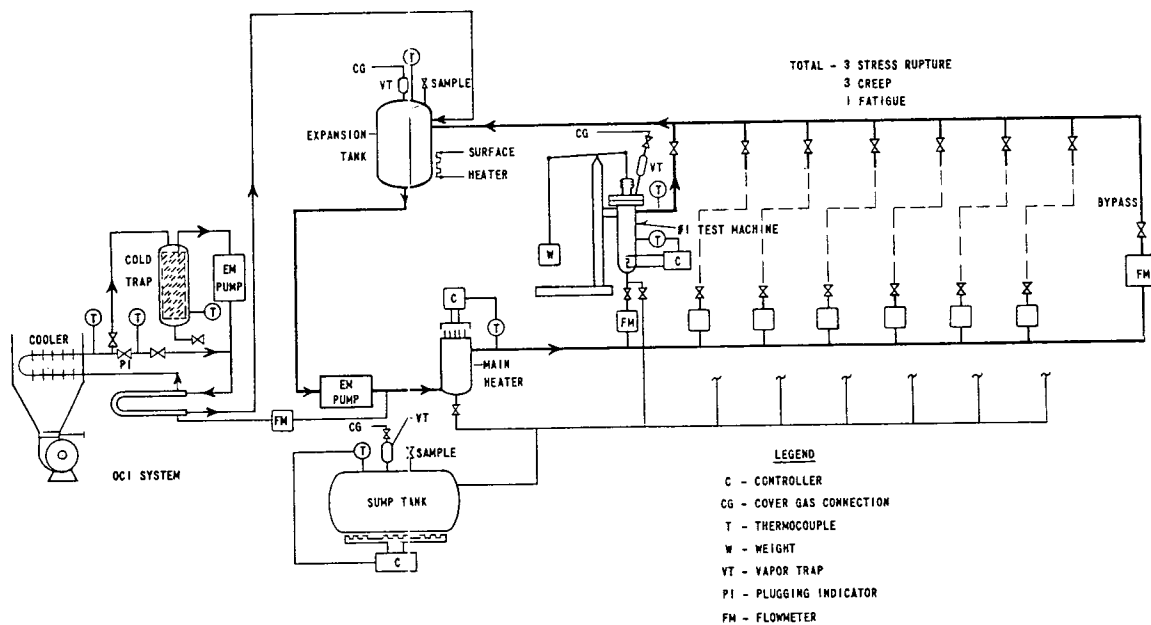 TOTAL - 3 STRESS RUPTURE
3 CREEP
1 FATIGUE
T
CG
VT
SAMPLE
EXPANSION
TANK
SURFACE
HEATER
CG
VT
T
#1 TEST MACHINE
T
C
W
BYPASS
FM
FM
COLD
TRAP
EM
PUMP
T
T
T
COOLER
PI
C
T
MAIN
HEATER
EM
PUMP
FM
CG
VT
T
SAMPLE
SUMP TANK
C
OCI SYSTEM
LEGEND
C - CONTROLLER
CG - COVER GAS CONNECTION
T - THERMOCOUPLE
W - WEIGHT
VT - VAPOR TRAP
PI - PLUGGING INDICATOR
FM - FLOWMETER